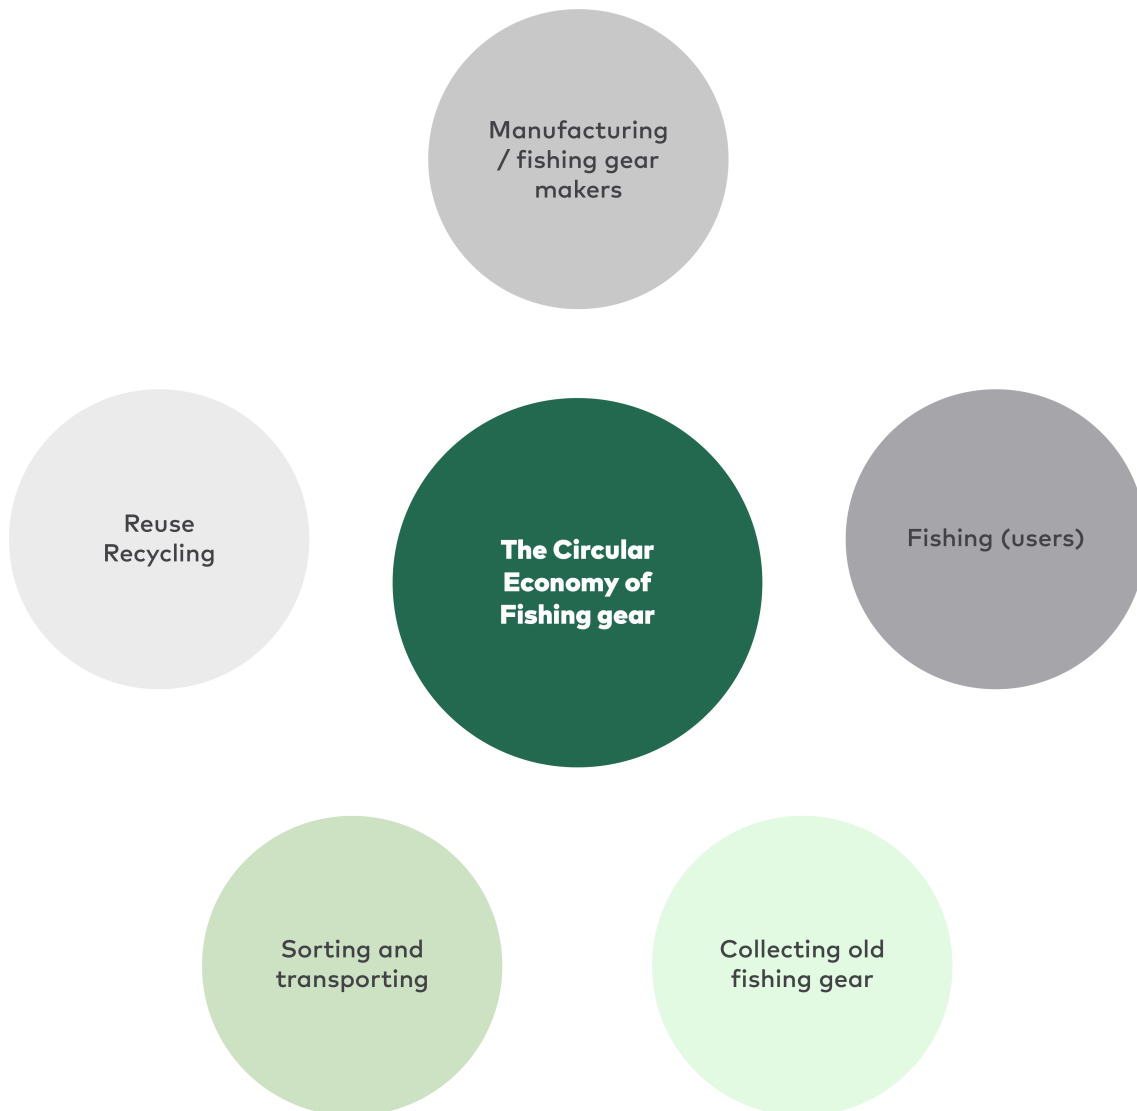 Manufacturing
/ fishing gear
makers
Reuse
Recycling
The Circular
Economy of
Fishing gear
Fishing (users)
Sorting and
transporting
Collecting old
fishing gear